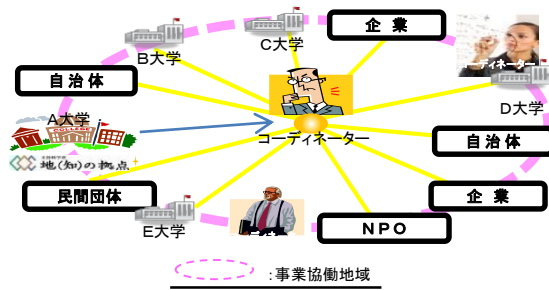 企 業
C大学
B大学
コーディネーター
自治体
D大学
A大学
COLLEGE
コーディネーター
自治体
地(知)の拠点
民間団体
企 業
E大学
NPO
:事業協働地域